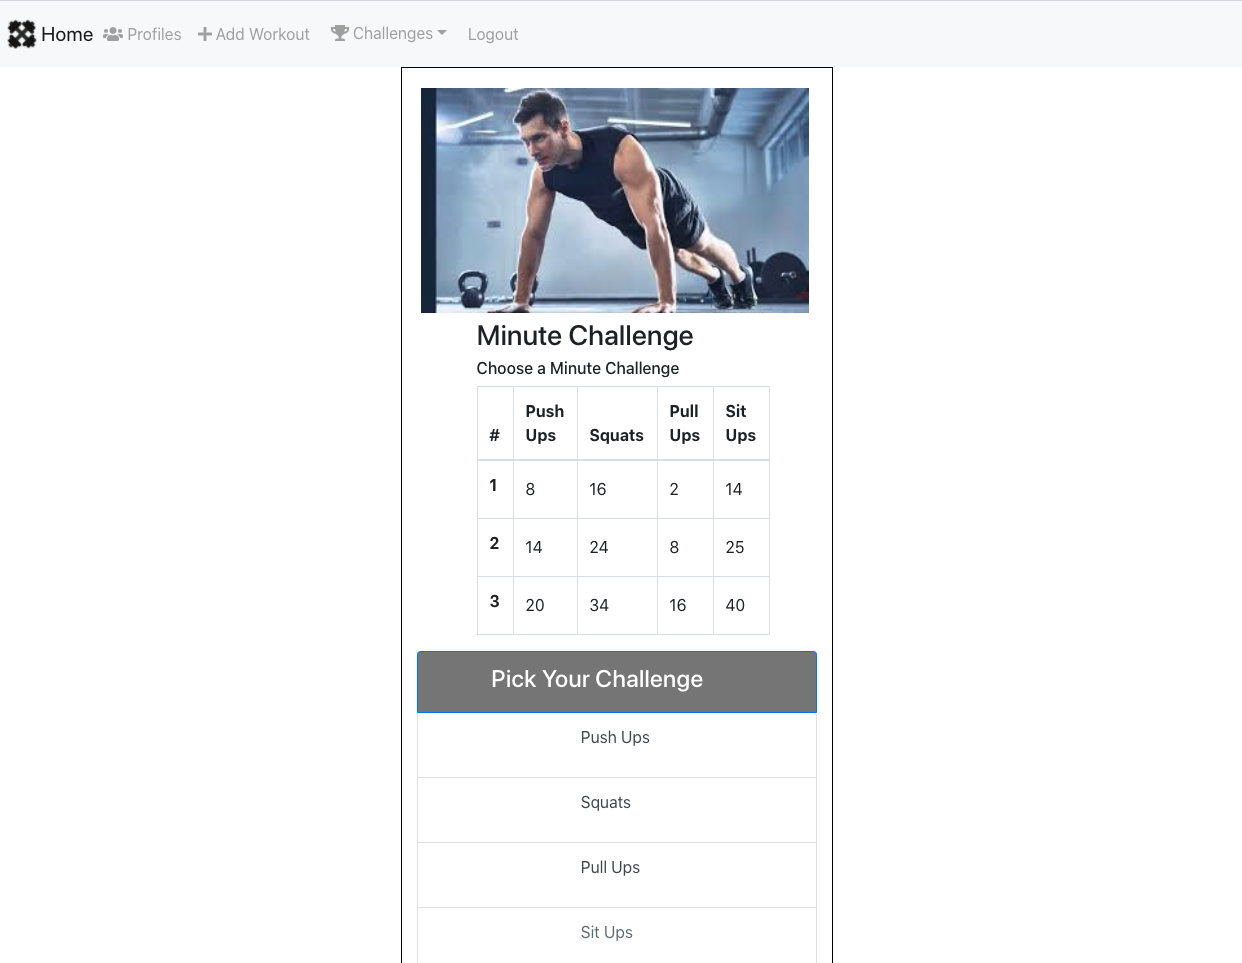 Home Profiles Add Workout Challenges Logout
Minute Challenge
Choose a Minute Challenge
# Push Ups Squats Pull Ups Sit Ups
1 8 16 2 14
2 14 24 8 25
3 20 34 16 40
Pick Your Challenge
Push Ups
Squats
Pull Ups
Sit Ups